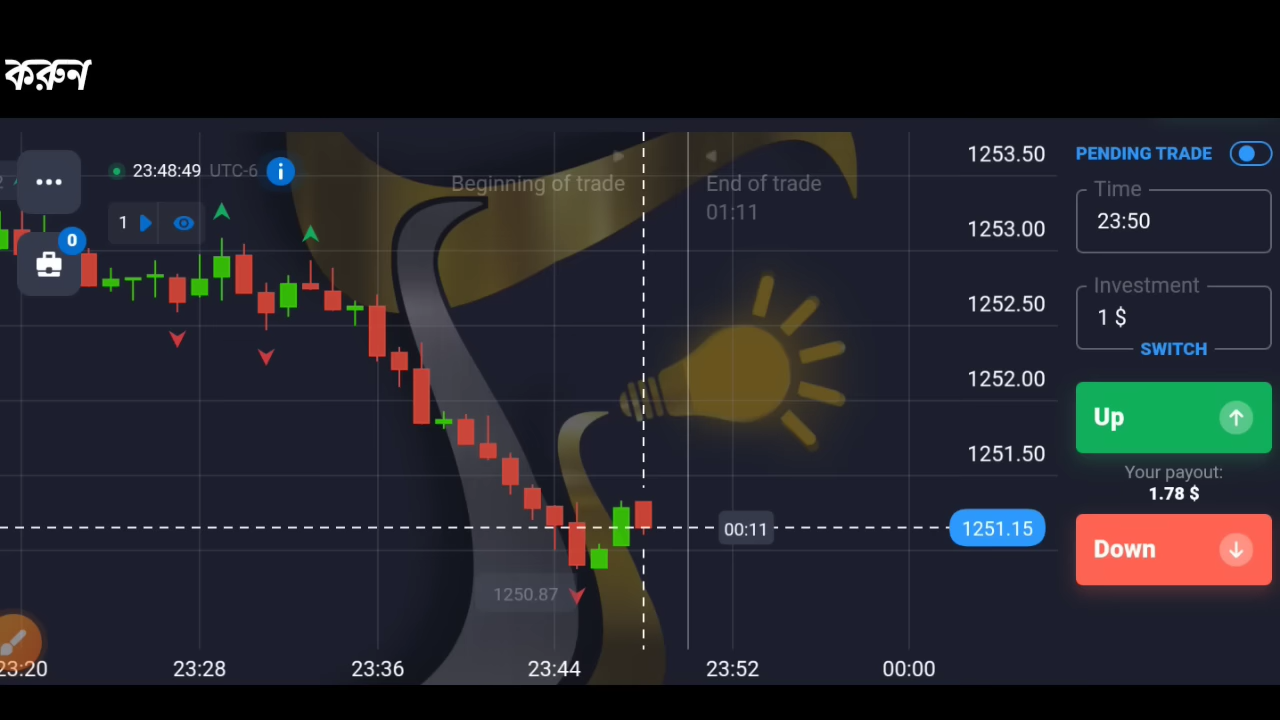 করুন
23:48:49 UTC-6
1
0
Beginning of trade
End of trade
01:11
1253.50
1253.00
1252.50
1252.00
1251.50
1251.15
00:11
1250.87
23:20
23:28
23:36
23:44
23:52
00:00
PENDING TRADE
Time
23:50
Investment
1 $
SWITCH
Up
Your payout:
1.78 $
Down